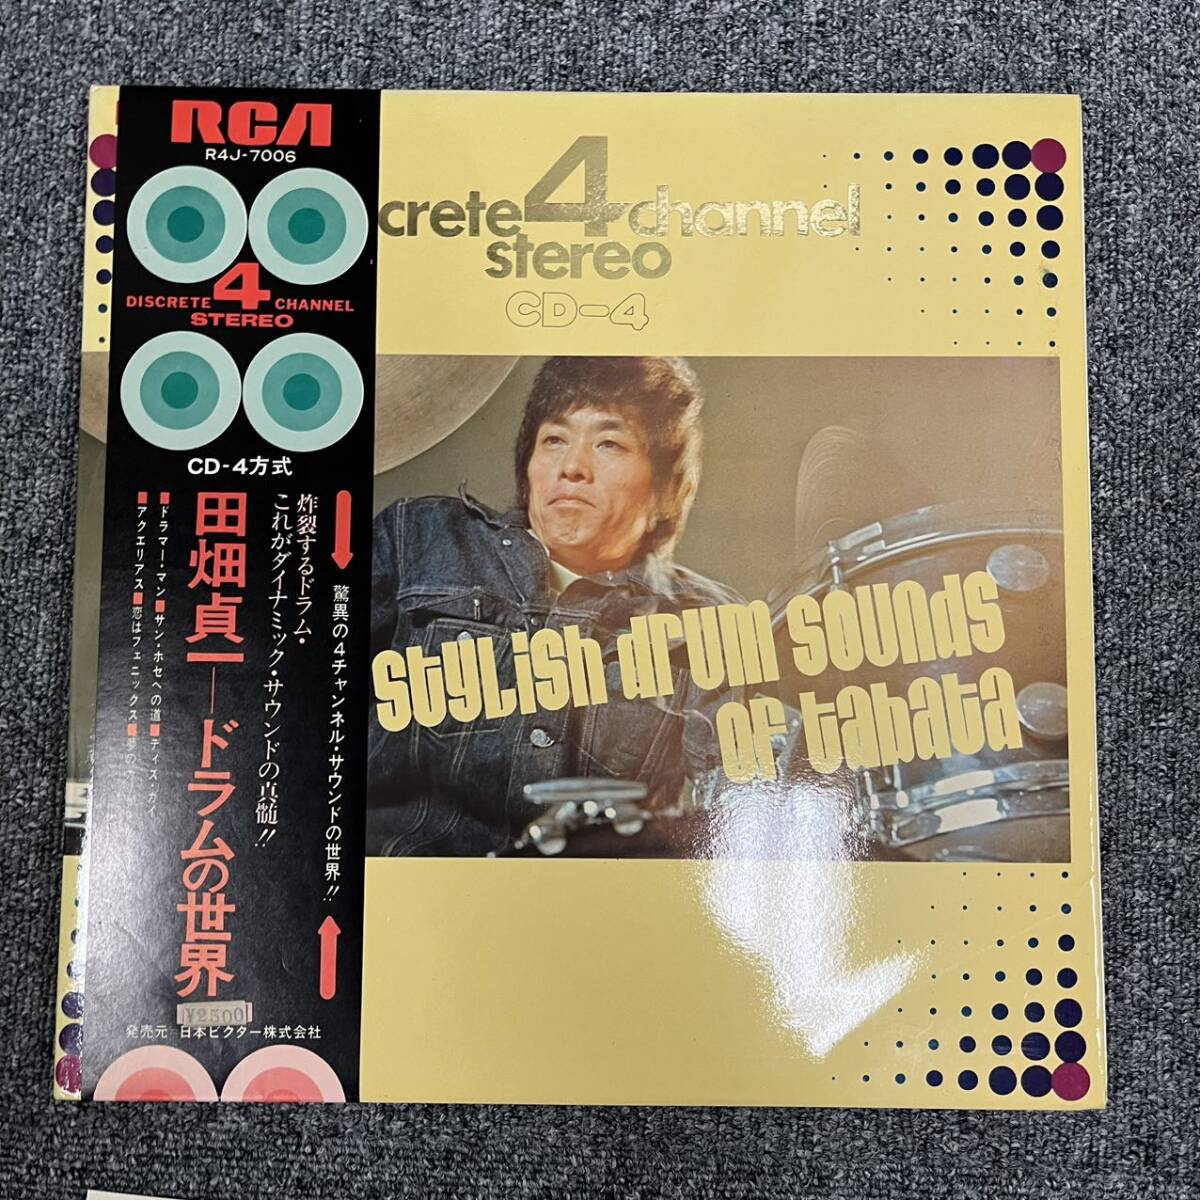 RCA
R4J-7006
DISCRETE 4 CHANNEL
STEREO
CD-4方式
驚異の4チャンネル・サウンドの世界!!
炸裂するドラム・
これがダイナミック・サウンドの真髄!!
田畑貞一—ドラムの世界
■ドラマー・マン■サン・ホセへの道■ディス・ガイ
■アクエリアス■恋はフェニックス■
¥2500
発売元 日本ビクター株式会社
crete 4 channel
stereo
CD-4
Stylish drum sounds
of tabata